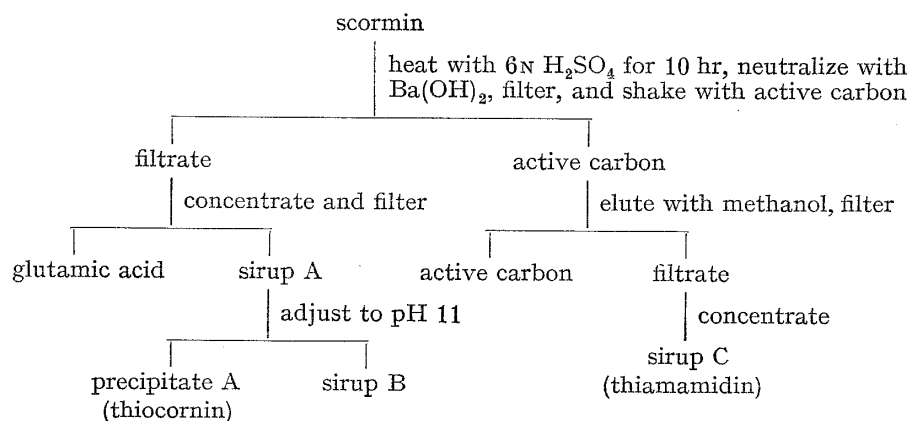 scormin
heat with 6N H₂SO₄ for 10 hr, neutralize with
Ba(OH)₂, filter, and shake with active carbon
filtrate
active carbon
concentrate and filter
elute with methanol, filter
glutamic acid
sirup A
active carbon
filtrate
adjust to pH 11
concentrate
precipitate A
(thiocornin)
sirup B
sirup C
(thiamamidin)